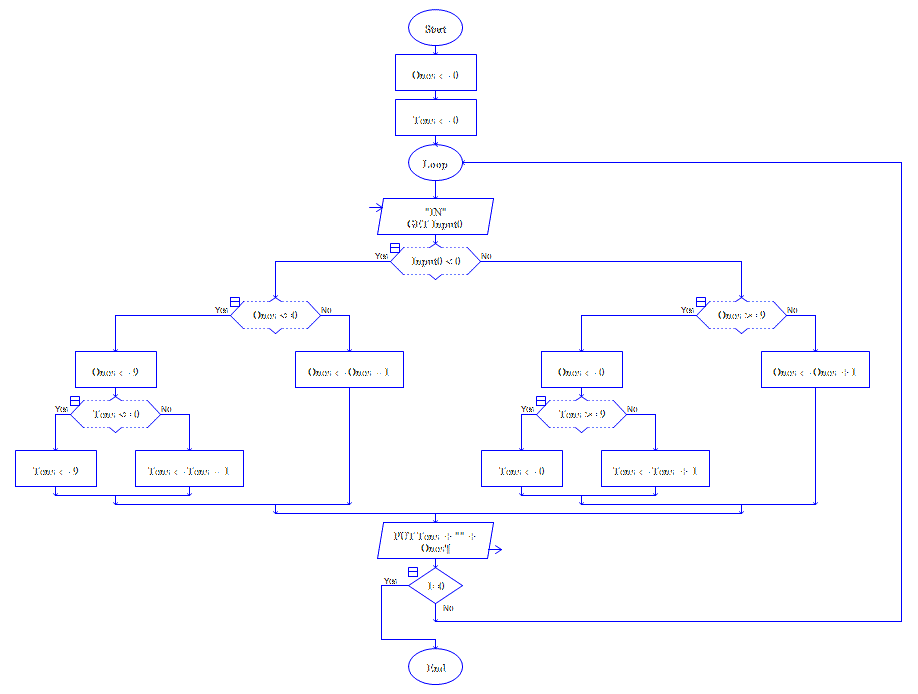 Start
Ones <- 0
Tens <- 0
Loop
"IN"
GET Input0
Yes
Input0 < 0
No
Yes
Ones <= 0
No
Yes
Ones >= 9
No
Ones <- 9
Ones <- Ones - 1
Ones <- 0
Ones <- Ones + 1
Yes
Tens <= 0
No
Yes
Tens >= 9
No
Tens <- 9
Tens <- Tens - 1
Tens <- 0
Tens <- Tens + 1
PUT Tens + "" +
Ones¶
Yes
1=0
No
End